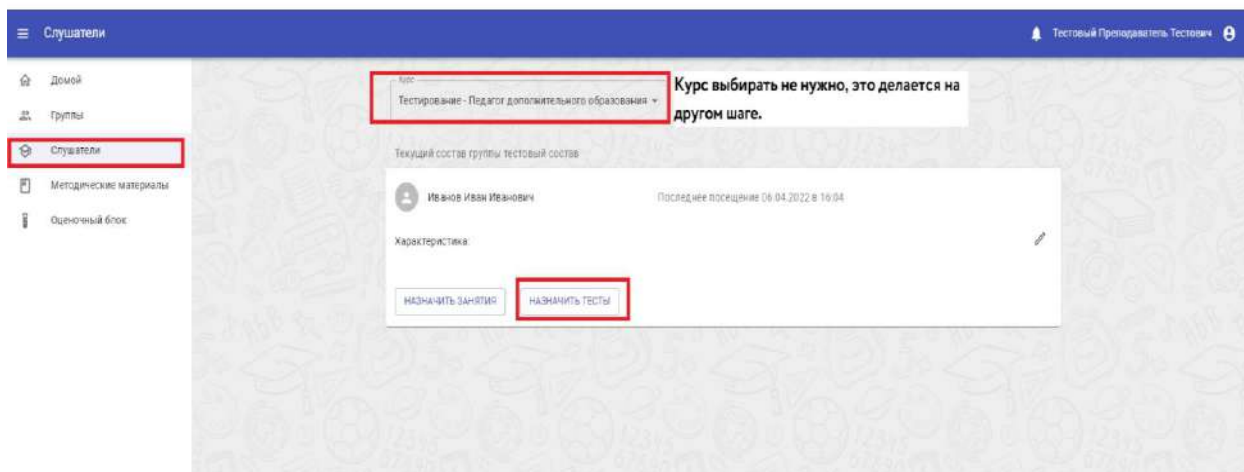 Слушатели
Тестовый Преподаватель Тестович
Домой
Группы
Слушатели
Методические материалы
Оценочный блок
Курс
Тестирование - Педагог дополнительного образования
Курс выбирать не нужно, это делается на
другом шаге.
Текущий состав группы тестовый состав
Иванов Иван Иванович
Последнее посещение 06.04.2022 в 16:04
Характеристика:
НАЗНАЧИТЬ ЗАНЯТИЯ
НАЗНАЧИТЬ ТЕСТЫ